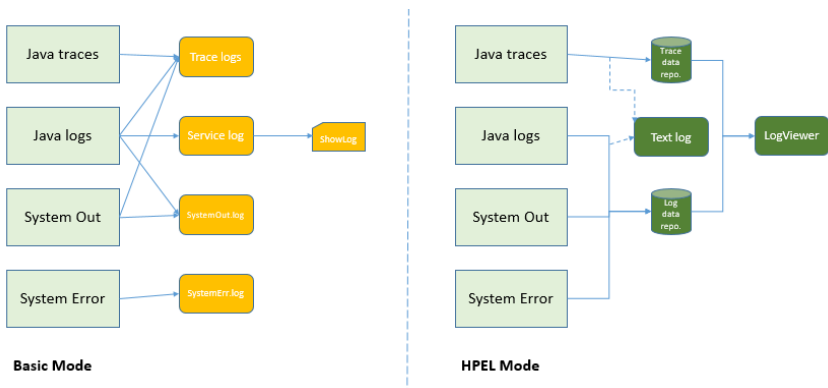 Java traces
Trace logs
Java logs
Service log
ShowLog
System Out
SystemOut.log
System Error
SystemErr.log
Basic Mode
Java traces
Trace
data
repo.
Java logs
Text log
LogViewer
System Out
Log
data
repo.
System Error
HPEL Mode